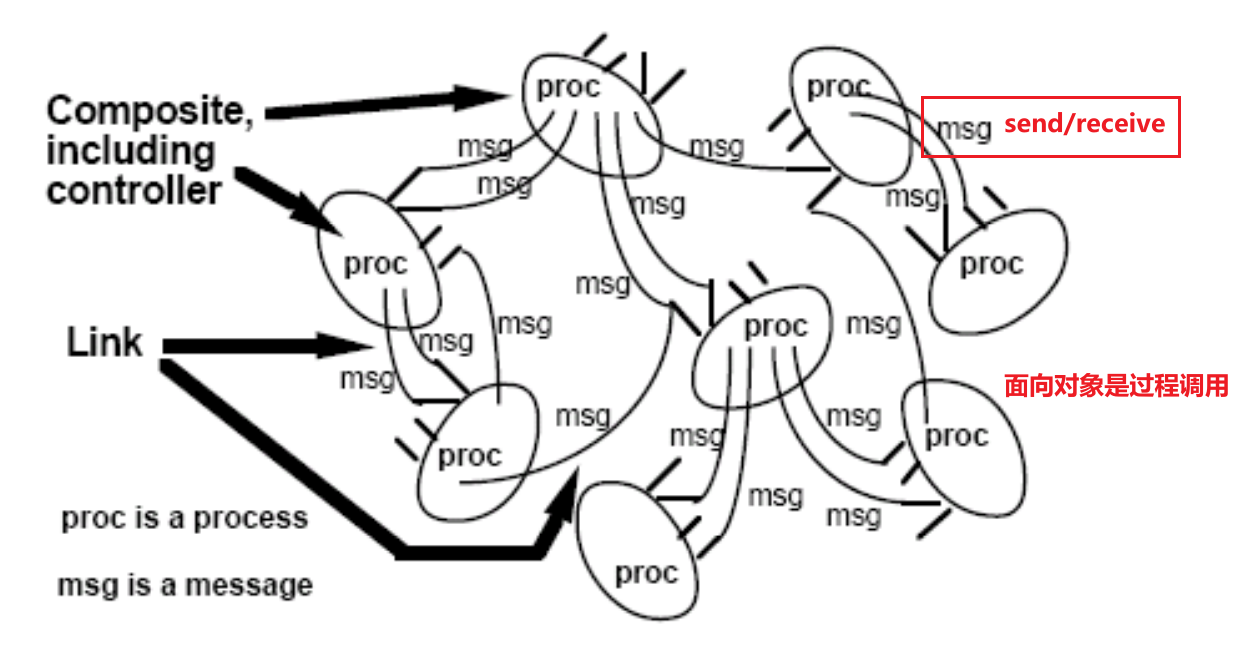 proc
proc
Composite,
including
controller
msg
send/receive
msg
msg
msg
msg
msg
proc
proc
msg
msg
proc
msg
msg
Link
msg
msg
面向对象是过程调用
msg
msg
msg
proc
proc
msg
msg
proc is a process
proc
msg is a message